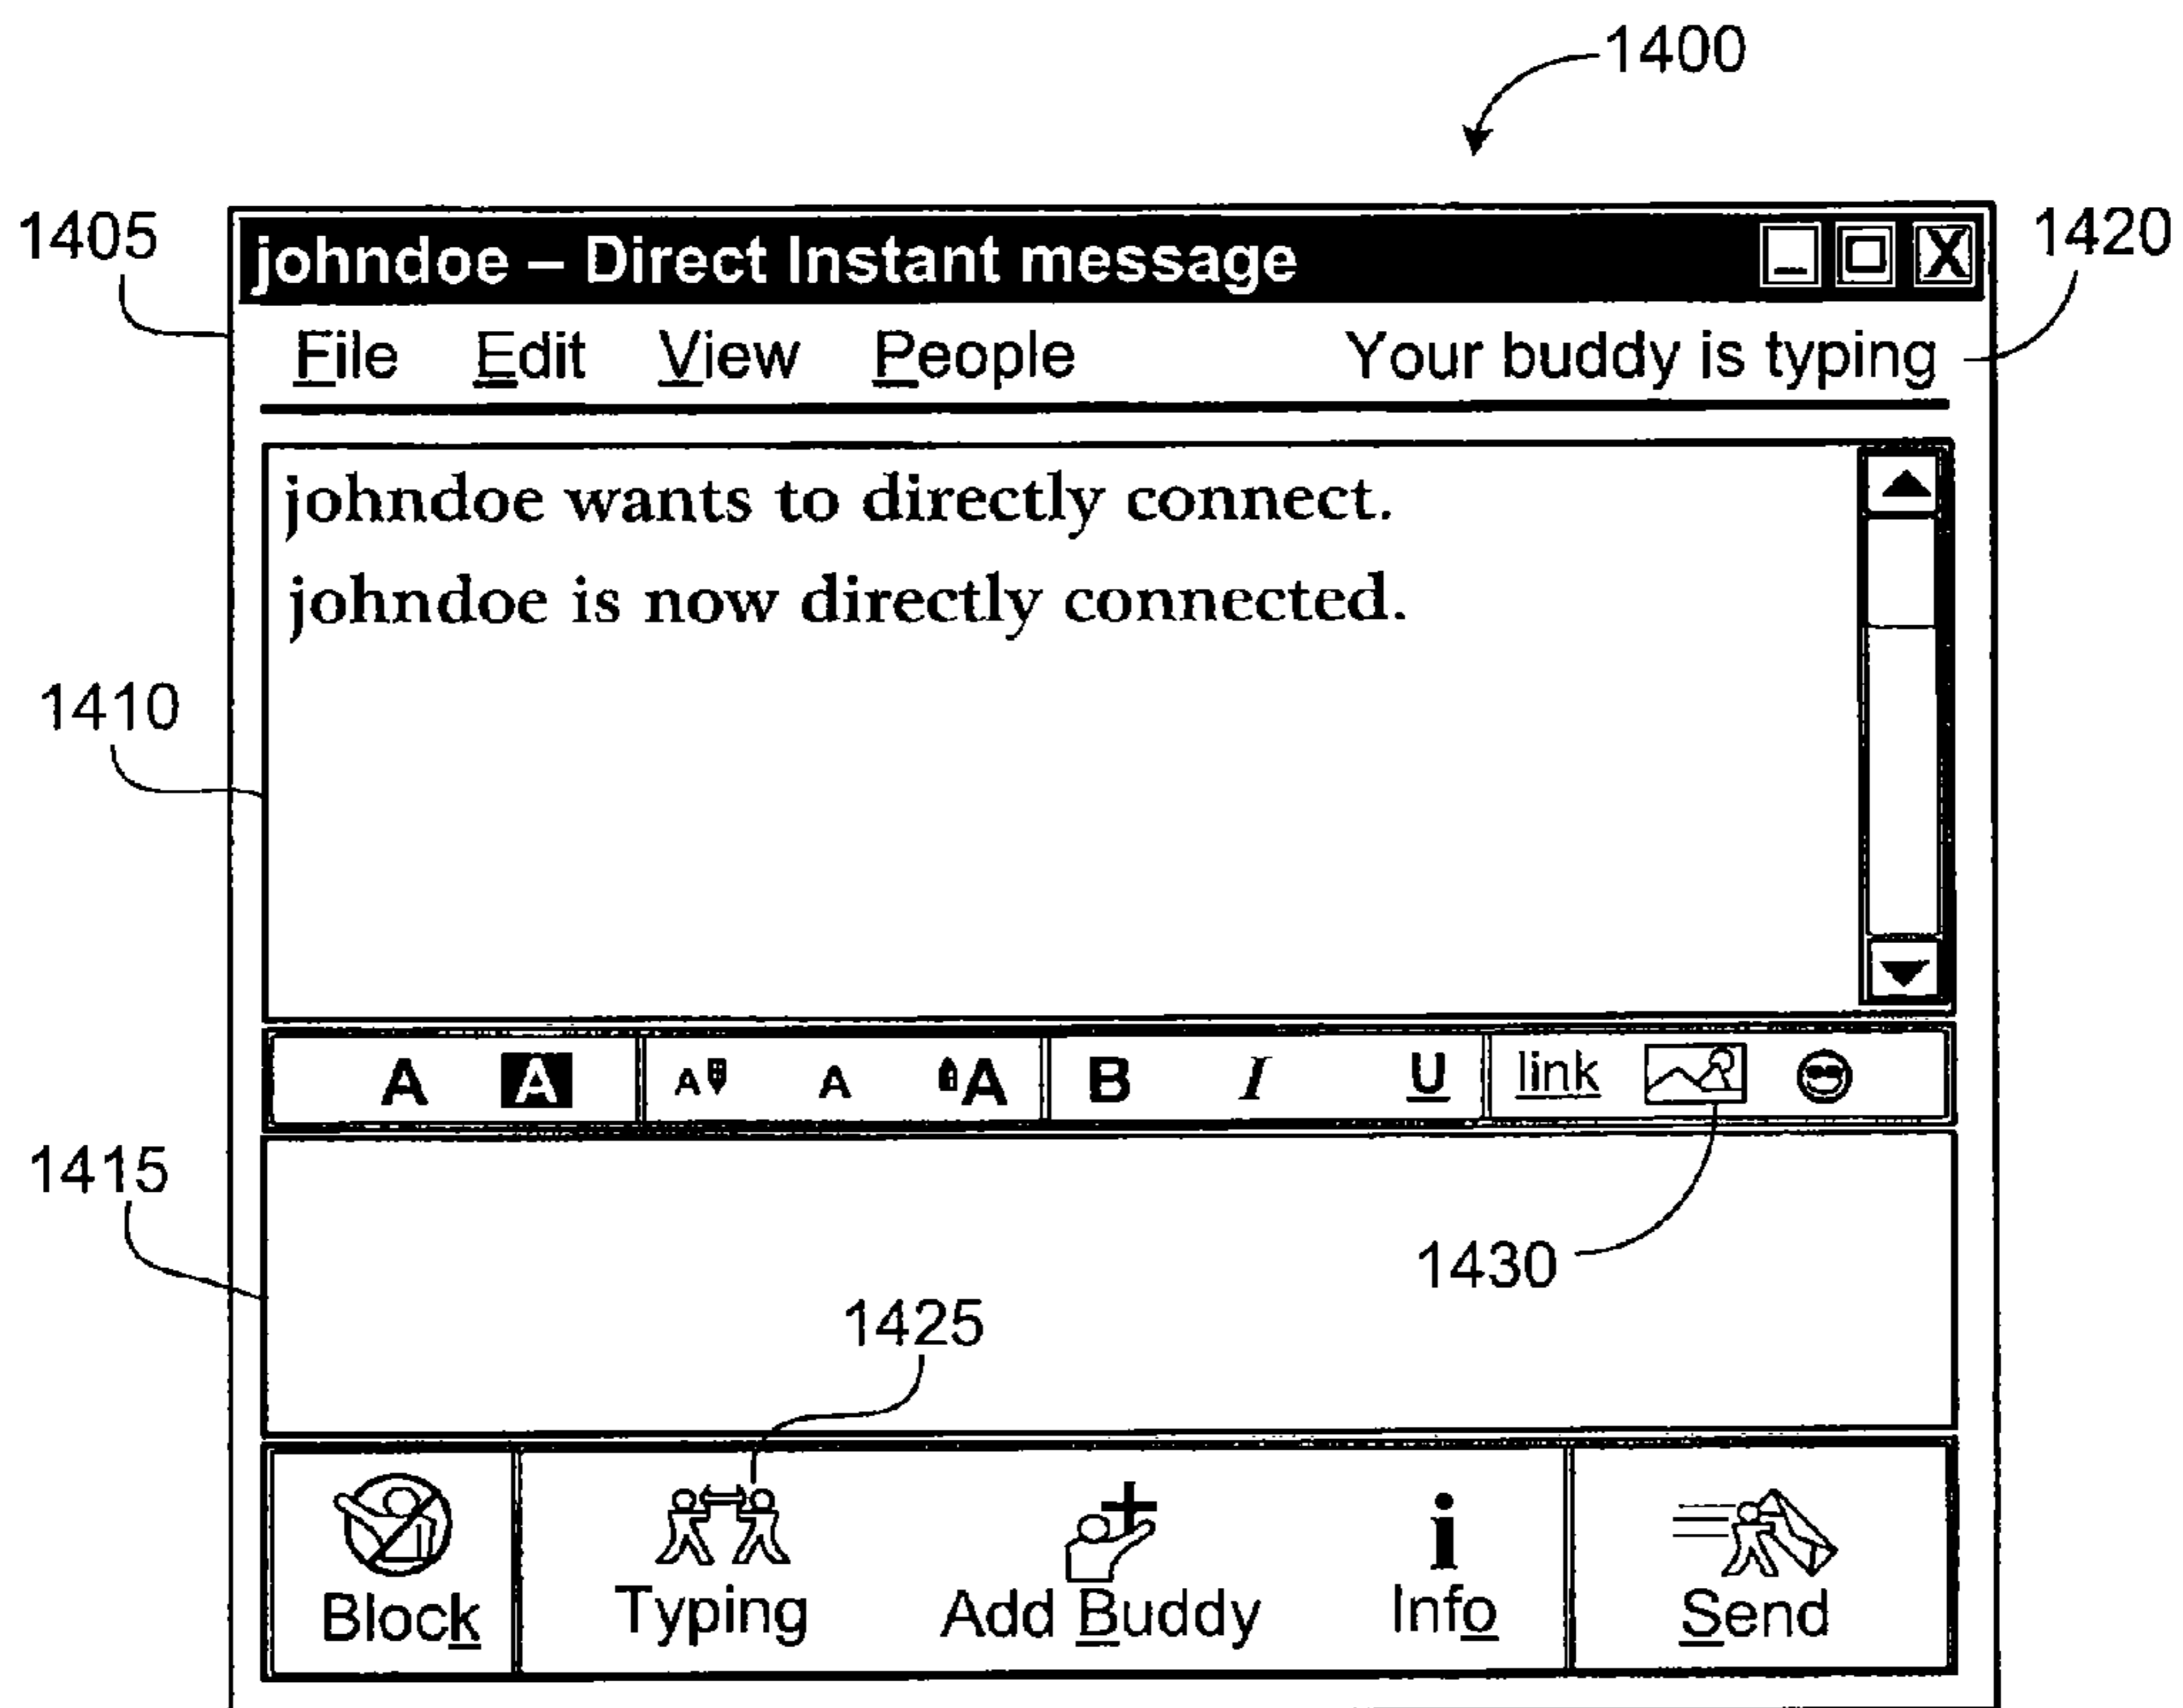 1400
1405
1420
johndoe – Direct Instant message
File Edit View People Your buddy is typing
johndoe wants to directly connect.
johndoe is now directly connected.
1410
A A A A A B I U link
1415
1430
1425
i
Block Typing Add Buddy Info Send